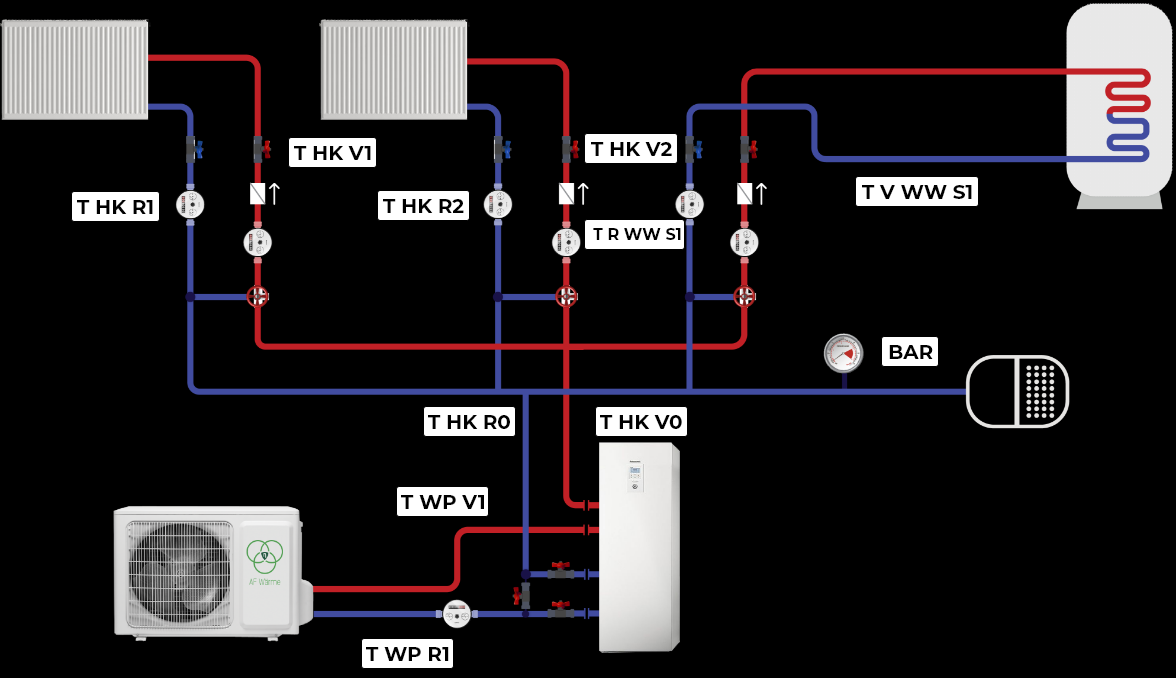 T HK V1
T HK V2
T HK R1
T HK R2
T V WW S1
T R WW S1
BAR
T HK R0
T HK V0
T WP V1
AF Wärme
T WP R1